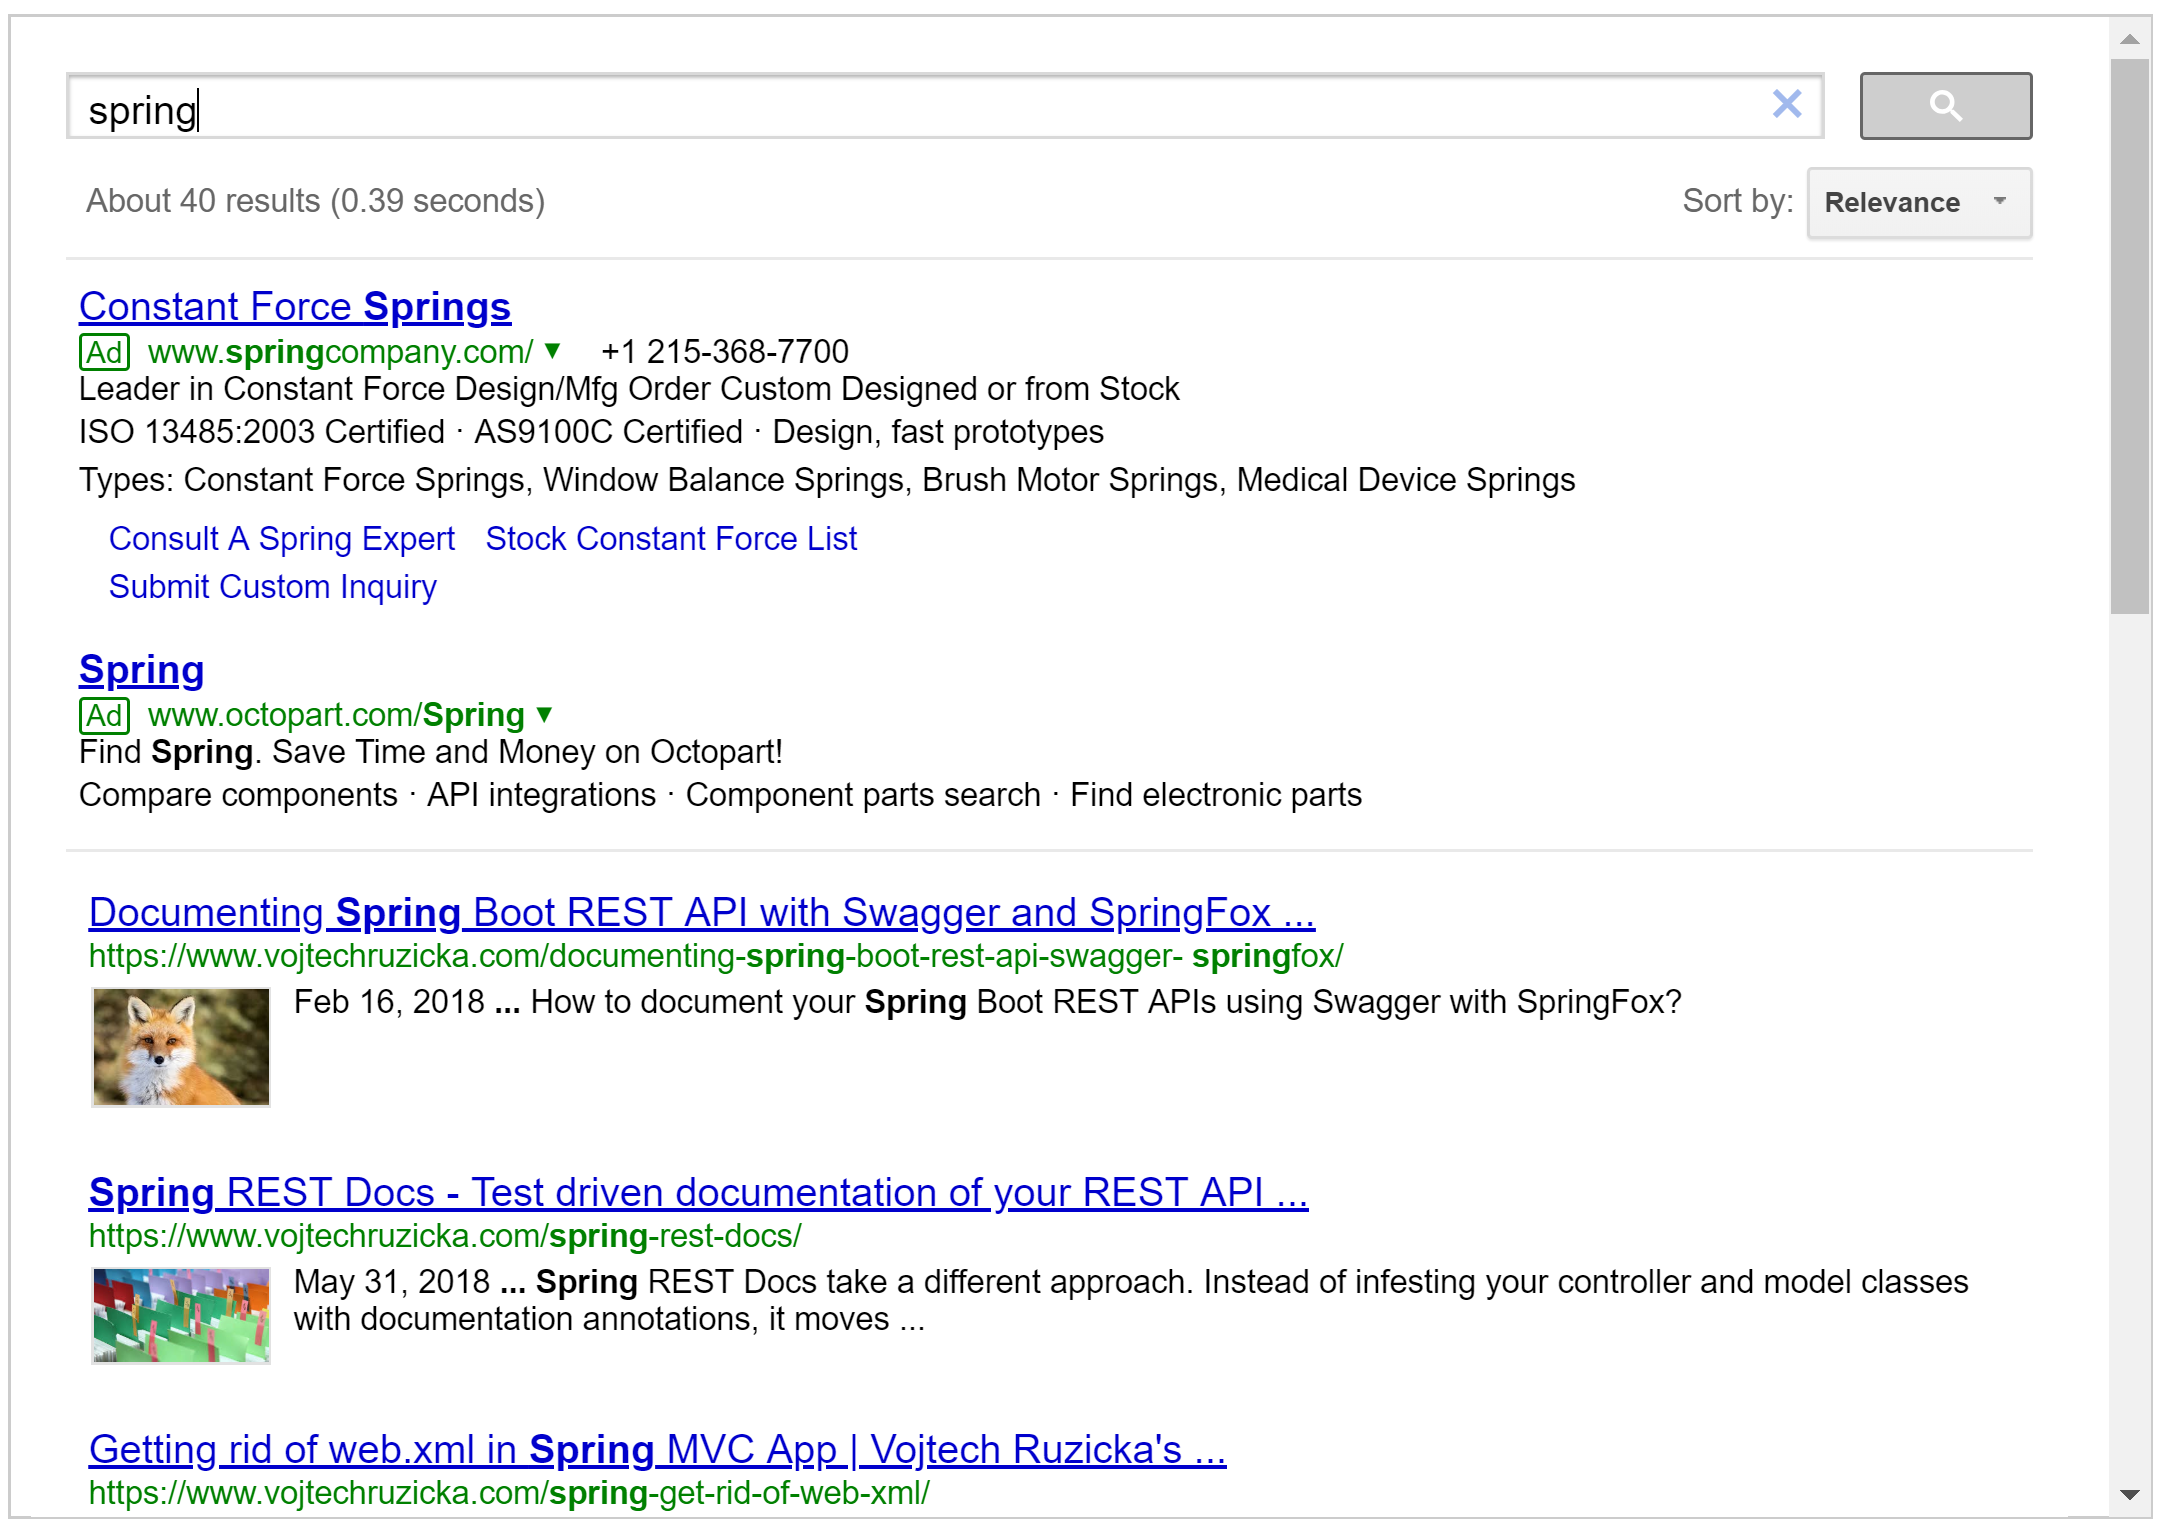 spring
About 40 results (0.39 seconds)
Sort by: Relevance
Constant Force Springs
Ad www.springcompany.com/ ▼ +1 215-368-7700
Leader in Constant Force Design/Mfg Order Custom Designed or from Stock
ISO 13485:2003 Certified · AS9100C Certified · Design, fast prototypes
Types: Constant Force Springs, Window Balance Springs, Brush Motor Springs, Medical Device Springs
Consult A Spring Expert Stock Constant Force List
Submit Custom Inquiry
Spring
Ad www.octopart.com/Spring ▼
Find Spring. Save Time and Money on Octopart!
Compare components · API integrations · Component parts search · Find electronic parts
Documenting Spring Boot REST API with Swagger and SpringFox ...
https://www.vojtechruzicka.com/documenting-spring-boot-rest-api-swagger- springfox/
Feb 16, 2018 ... How to document your Spring Boot REST APIs using Swagger with SpringFox?
Spring REST Docs - Test driven documentation of your REST API ...
https://www.vojtechruzicka.com/spring-rest-docs/
May 31, 2018 ... Spring REST Docs take a different approach. Instead of infesting your controller and model classes
with documentation annotations, it moves ...
Getting rid of web.xml in Spring MVC App | Vojtech Ruzicka's ...
https://www.vojtechruzicka.com/spring-get-rid-of-web-xml/